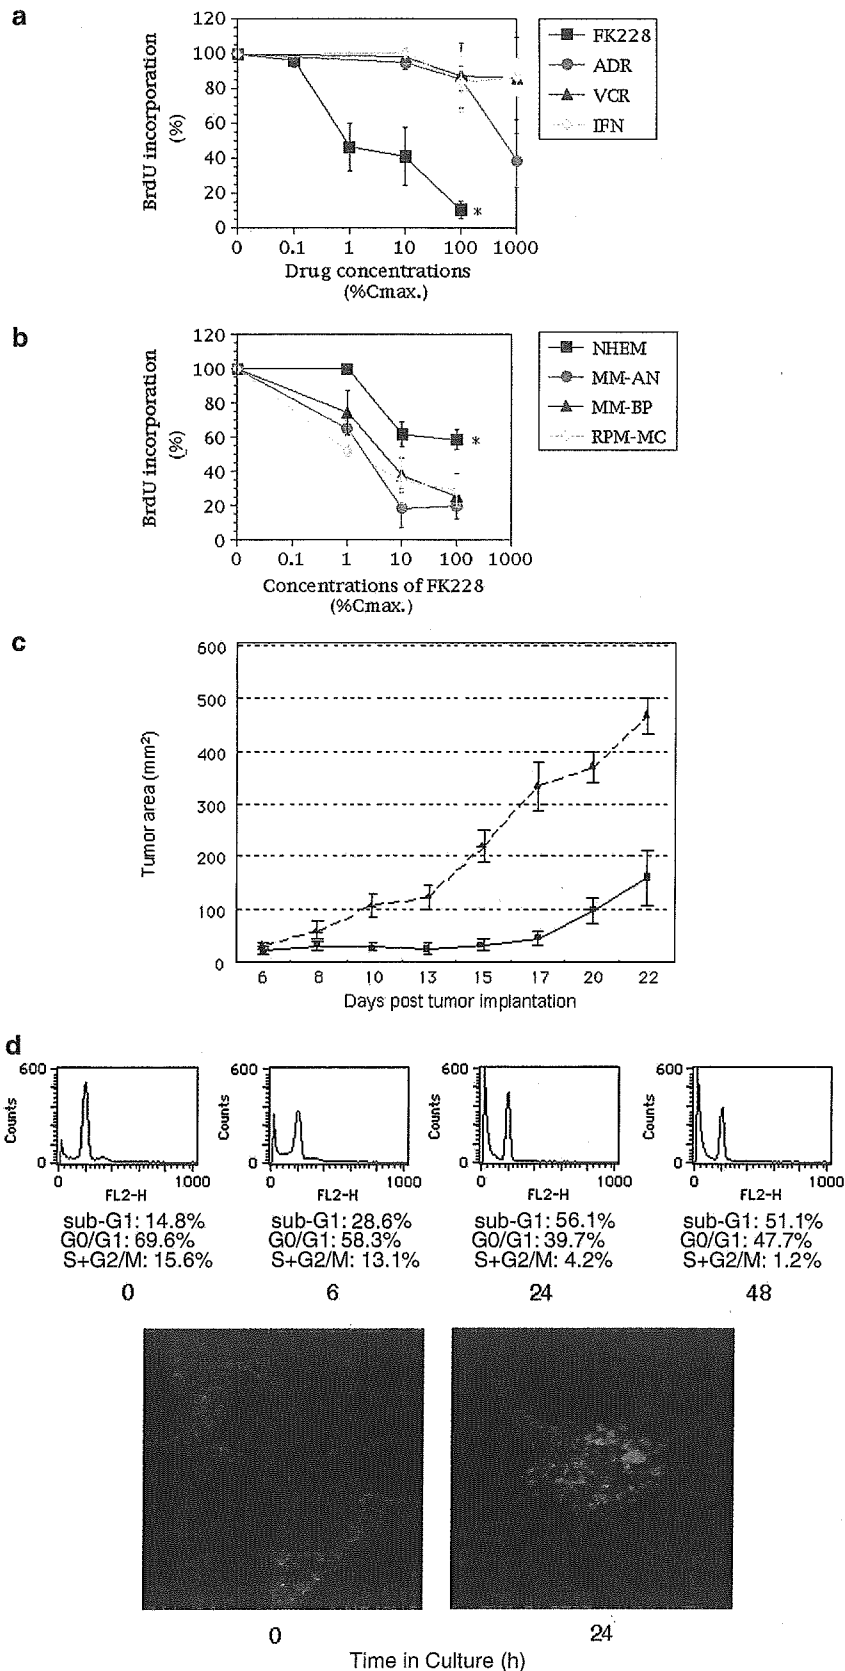 a
120
100
80
60
40
20
0
BrdU incorporation
(%)
0 0.1 1 10 100 1000
Drug concentrations
(%Cmax.)
*
FK228
ADR
VCR
IFN
b
120
100
80
60
40
20
0
BrdU incorporation
(%)
0 0.1 1 10 100 1000
Concentrations of FK228
(%Cmax.)
*
NHEM
MM-AN
MM-BP
RPM-MC
c
600
500
400
300
200
100
0
Tumor area (mm²)
6 8 10 13 15 17 20 22
Days post tumor implantation
d
600 600 600 600
Counts Counts Counts Counts
0 0 0 0
0 1000 0 1000 0 1000 0 1000
FL2-H FL2-H FL2-H FL2-H
sub-G1: 14.8% sub-G1: 28.6% sub-G1: 56.1% sub-G1: 51.1%
G0/G1: 69.6% G0/G1: 58.3% G0/G1: 39.7% G0/G1: 47.7%
S+G2/M: 15.6% S+G2/M: 13.1% S+G2/M: 4.2% S+G2/M: 1.2%
0 6 24 48
0 24
Time in Culture (h)